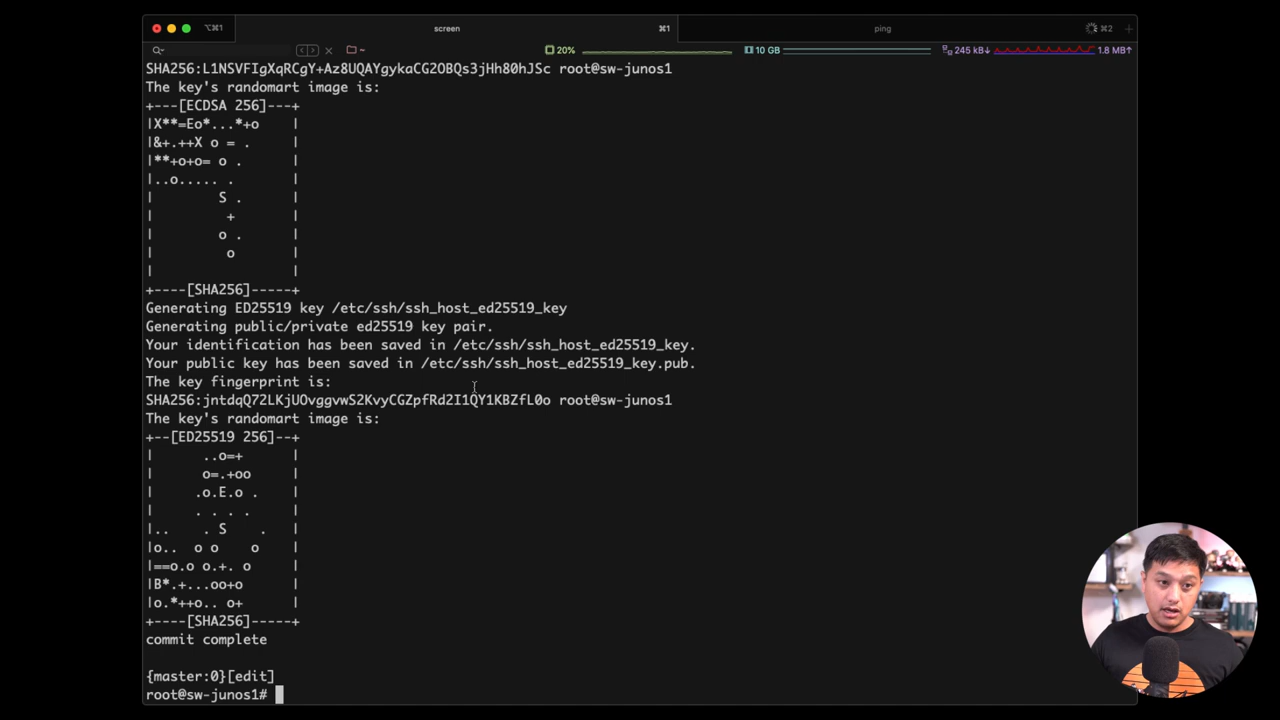 ⌥⌘1
screen
⌘1
ping
⌘2
~
20%
10 GB
245 kB↓
1.8 MB↑
SHA256:L1NSVFIgXqRCgY+Az8UQAYgykaCG2OBQs3jHh80hJSc root@sw-junos1
The key's randomart image is:
+---[ECDSA 256]---+
|X**=Eo*...*+o    |
|&+.++X o = .     |
|**+o+o= o .      |
|..o..... .       |
|        S .      |
|         +       |
|        o .      |
|         o       |
|                 |
+----[SHA256]-----+
Generating ED25519 key /etc/ssh/ssh_host_ed25519_key
Generating public/private ed25519 key pair.
Your identification has been saved in /etc/ssh/ssh_host_ed25519_key.
Your public key has been saved in /etc/ssh/ssh_host_ed25519_key.pub.
The key fingerprint is:
SHA256:jntdqQ72LKjUOvggvwS2KvyCGZpfRd2I1QY1KBZfL0o root@sw-junos1
The key's randomart image is:
+--[ED25519 256]--+
|      ..o=+      |
|      o=.+oo     |
|     .o.E.o .    |
|     . . . .     |
|..    . S    .   |
|o..  o o    o    |
|==o.o o.+. o     |
|B*.+...oo+o      |
|o.*++o.. o+      |
+----[SHA256]-----+
commit complete
{master:0}[edit]
root@sw-junos1#